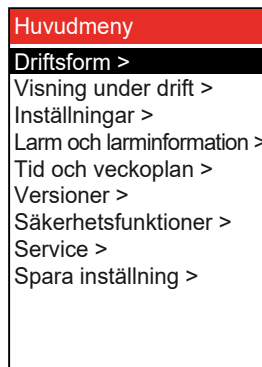 Huvudmeny
Driftsform >
Visning under drift >
Inställningar >
Larm och larminformation >
Tid och veckoplan >
Versioner >
Säkerhetsfunktioner >
Service >
Spara inställning >